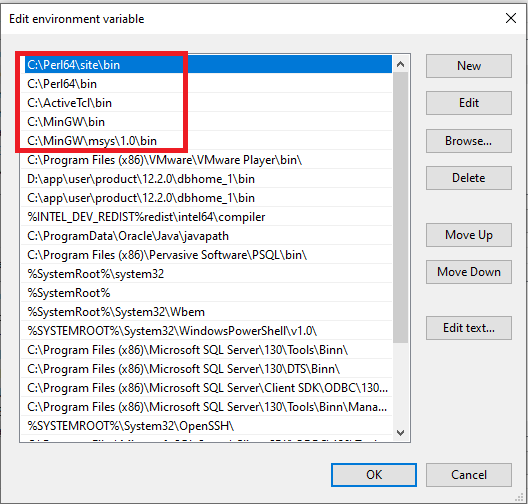 Edit environment variable
C:\Perl64\site\bin
C:\Perl64\bin
C:\ActiveTcl\bin
C:\MinGW\bin
C:\MinGW\msys\1.0\bin
C:\Program Files (x86)\VMware\VMware Player\bin\
D:\app\user\product\12.2.0\dbhome_1\bin
C:\app\user\product\12.2.0\dbhome_1\bin
%INTEL_DEV_REDIST%redist\intel64\compiler
C:\ProgramData\Oracle\Java\javapath
C:\Program Files (x86)\Pervasive Software\PSQL\bin\
%SystemRoot%\system32
%SystemRoot%
%SystemRoot%\System32\Wbem
%SYSTEMROOT%\System32\WindowsPowerShell\v1.0\
C:\Program Files (x86)\Microsoft SQL Server\130\Tools\Binn\
C:\Program Files (x86)\Microsoft SQL Server\130\DTS\Binn\
C:\Program Files (x86)\Microsoft SQL Server\Client SDK\ODBC\130...
C:\Program Files (x86)\Microsoft SQL Server\130\Tools\Binn\Mana...
%SYSTEMROOT%\System32\OpenSSH\
New
Edit
Browse...
Delete
Move Up
Move Down
Edit text...
OK
Cancel